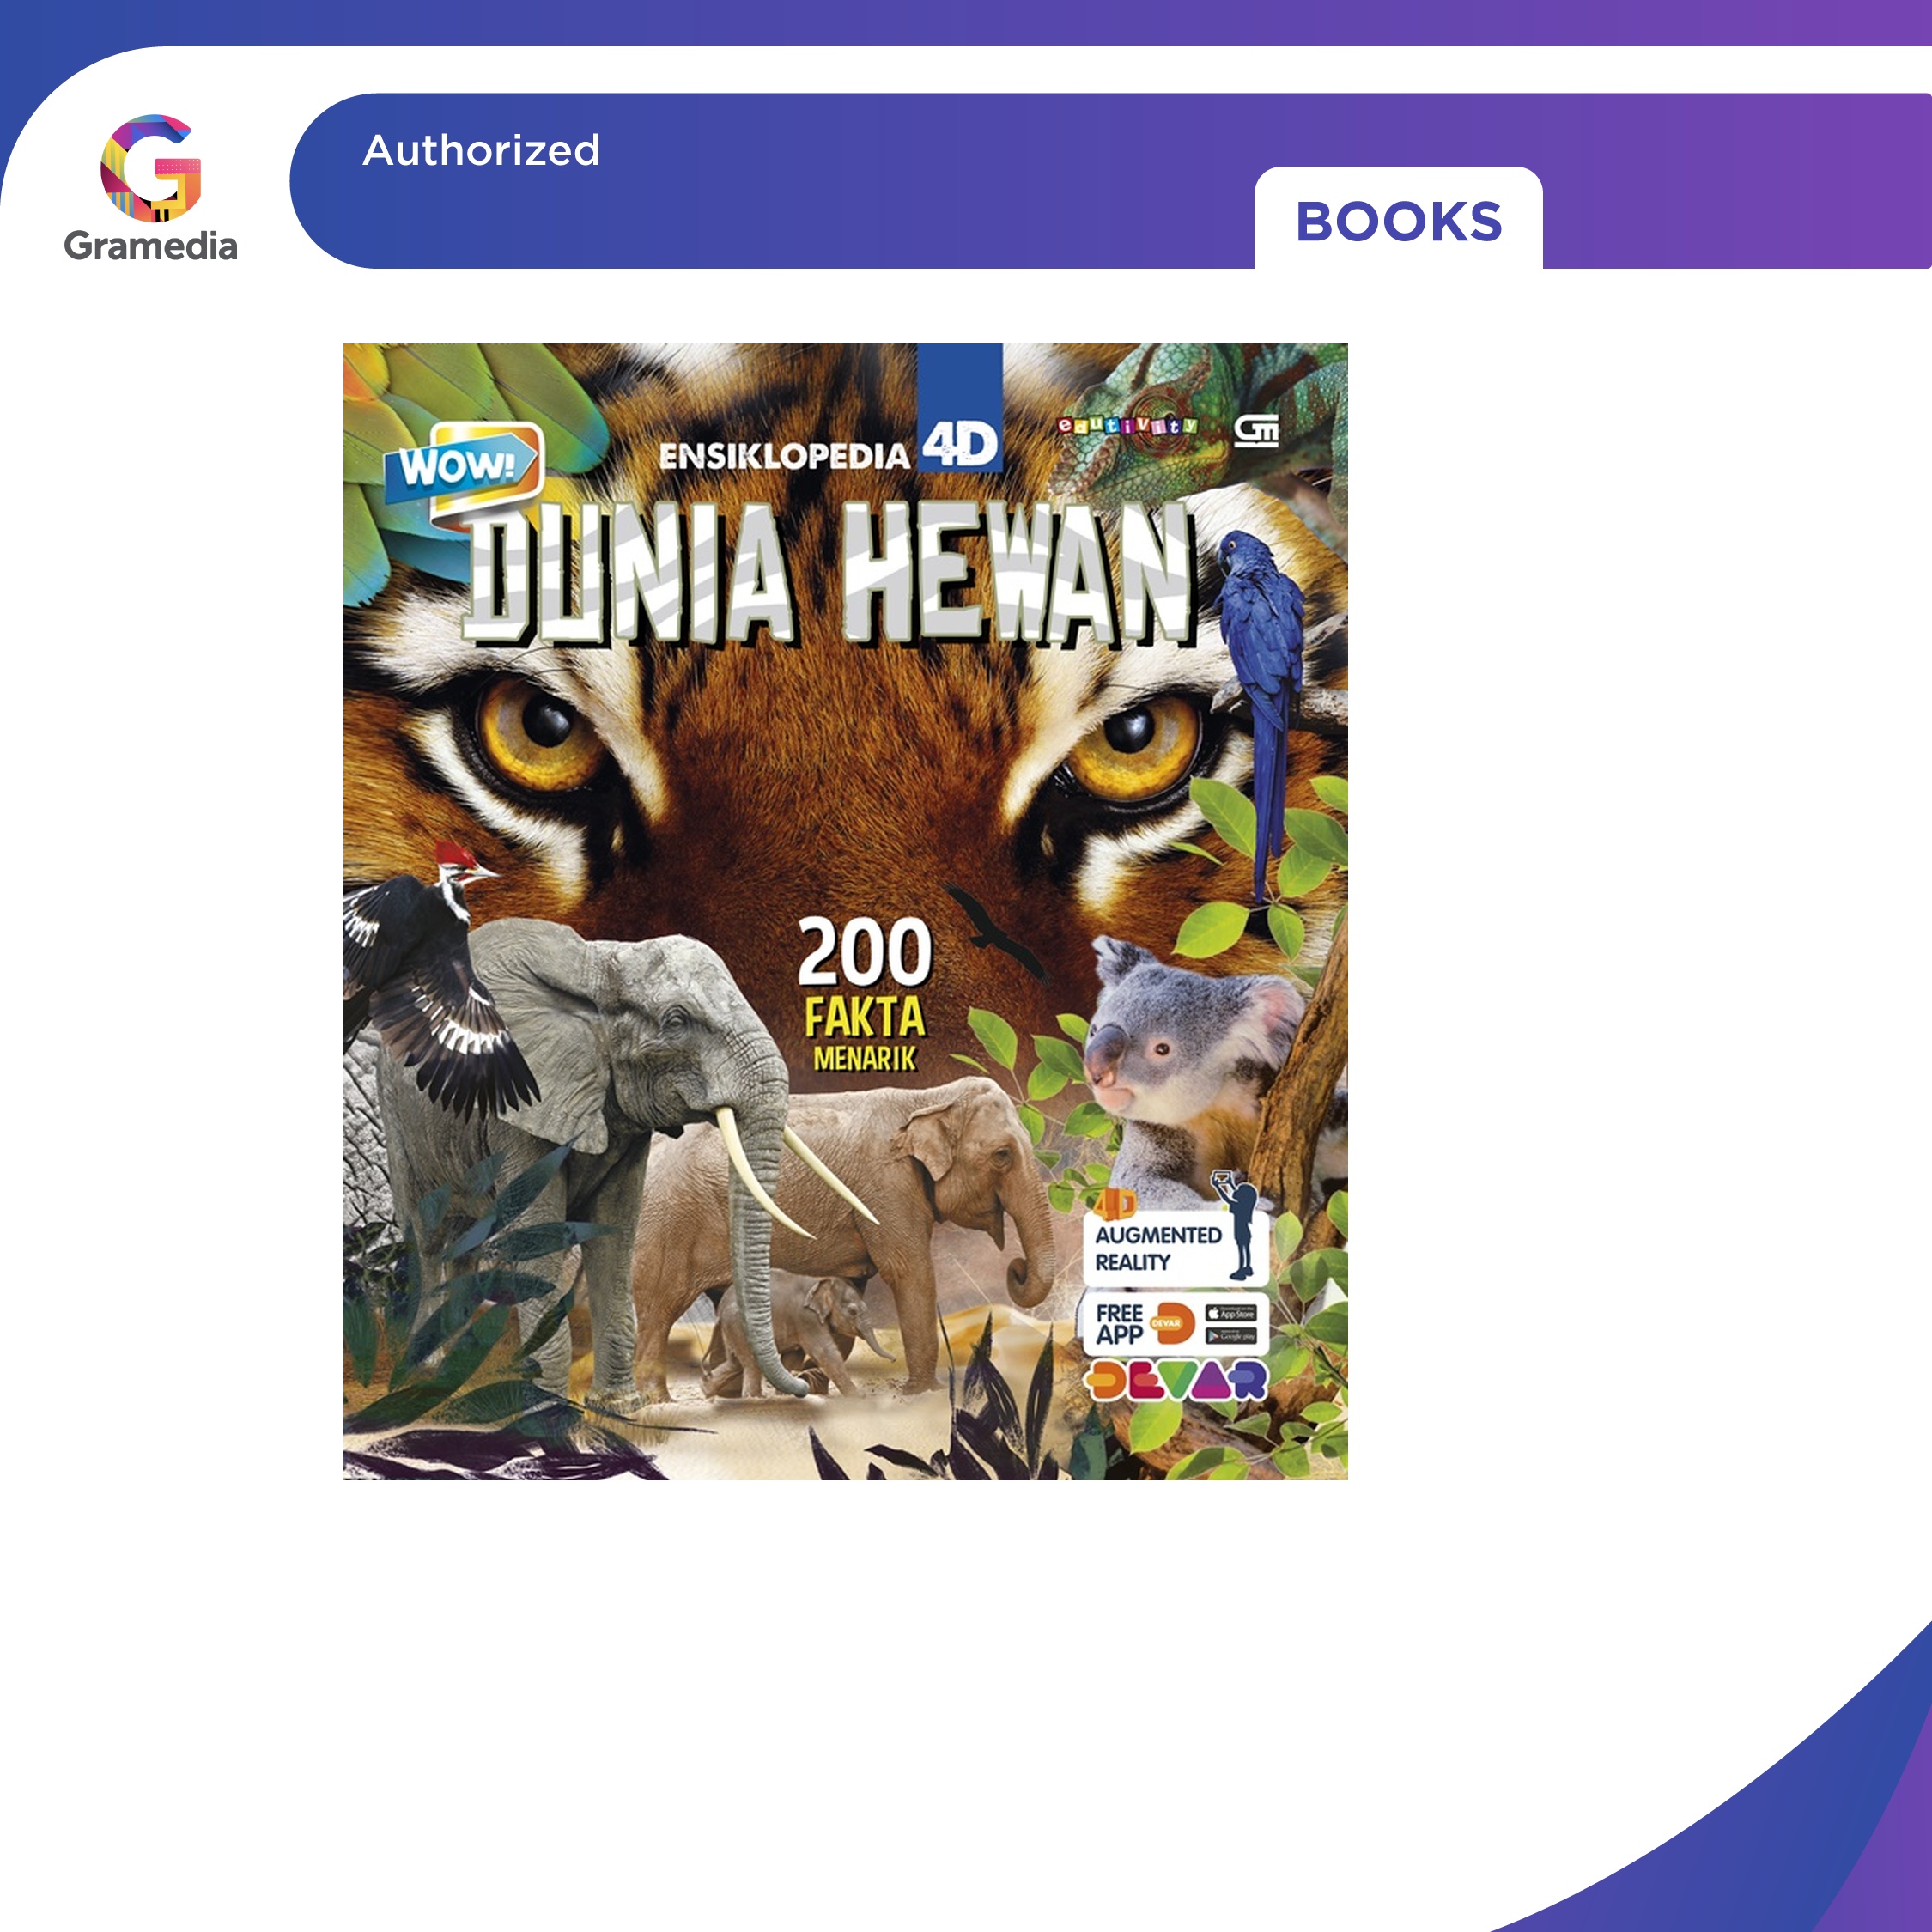 Authorized
BOOKS
Gramedia
ENSIKLOPEDIA 4D
edutivity
GM
WOW!
DUNIA HEWAN
200
FAKTA
MENARIK
4D
AUGMENTED
REALITY
FREE
APP
DEVAR
App Store
Google play
DEVAR